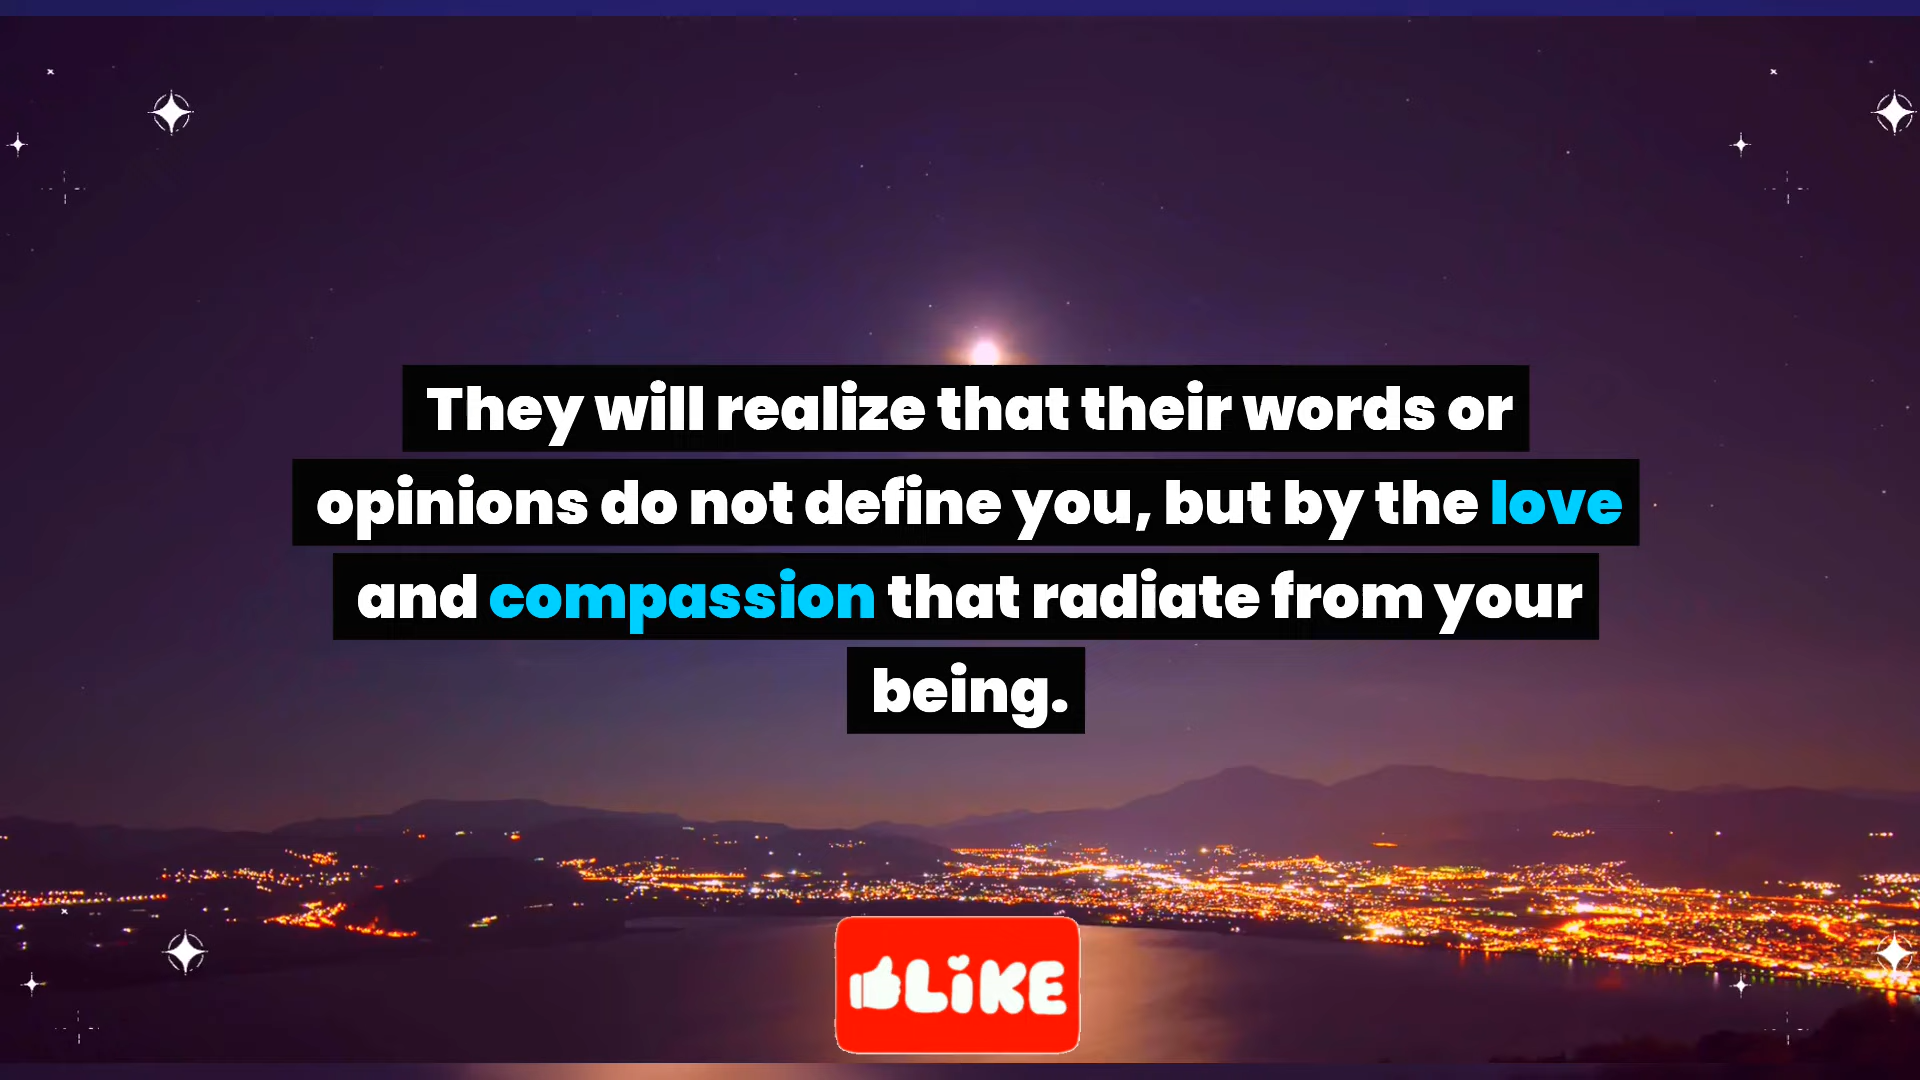 They will realize that their words or
opinions do not define you, but by the love
and compassion that radiate from your
being.
LiKE